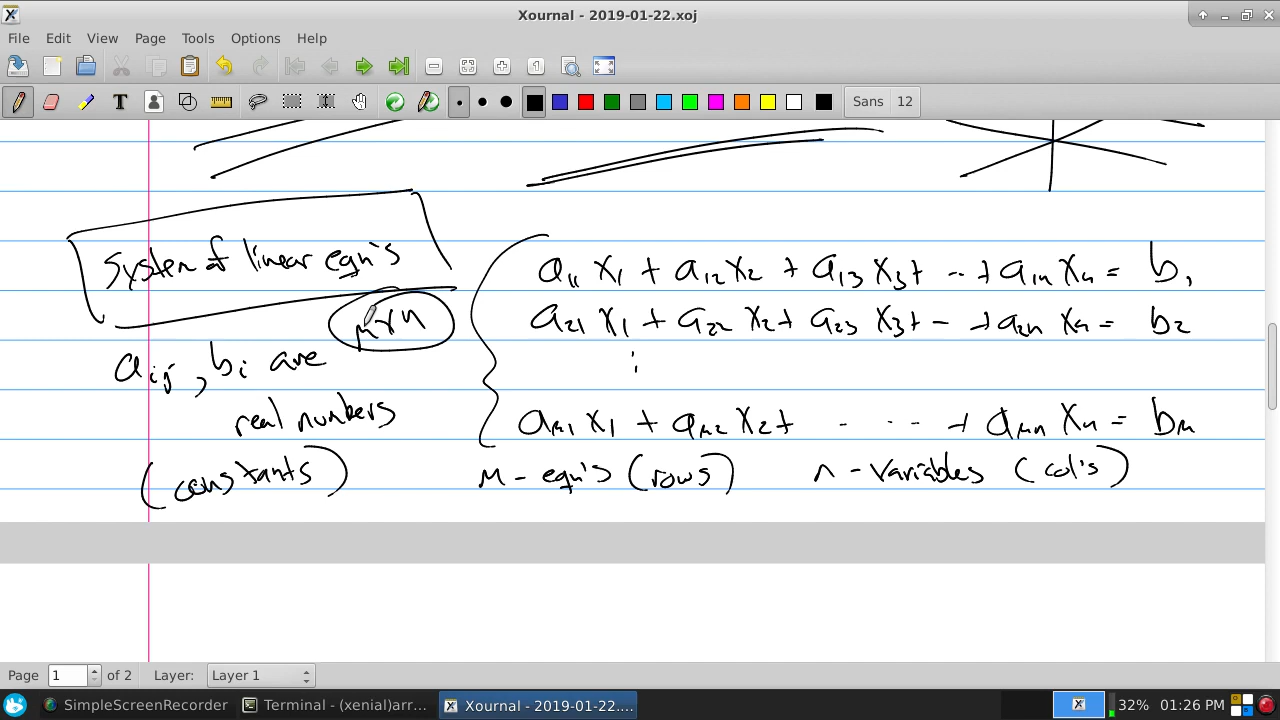 Xournal - 2019-01-22.xoj
File Edit View Page Tools Options Help
Sans 12
System of linear eqn's
m×n
a₁₁ x₁ + a₁₂ x₂ + a₁₃ x₃ + ... + a₁ₙ xₙ = b₁
a₂₁ x₁ + a₂₂ x₂ + a₂₃ x₃ + ... + a₂ₙ xₙ = b₂
⋮
aₘ₁ x₁ + aₘ₂ x₂ + . . . . + aₘₙ xₙ = bₘ
aᵢⱼ, bᵢ are
real numbers
(constants)
m - eqn's (rows) n - variables (col's)
Page 1 of 2 Layer: Layer 1
SimpleScreenRecorder Terminal - (xenial)arr... Xournal - 2019-01-22.... 32% 01:26 PM